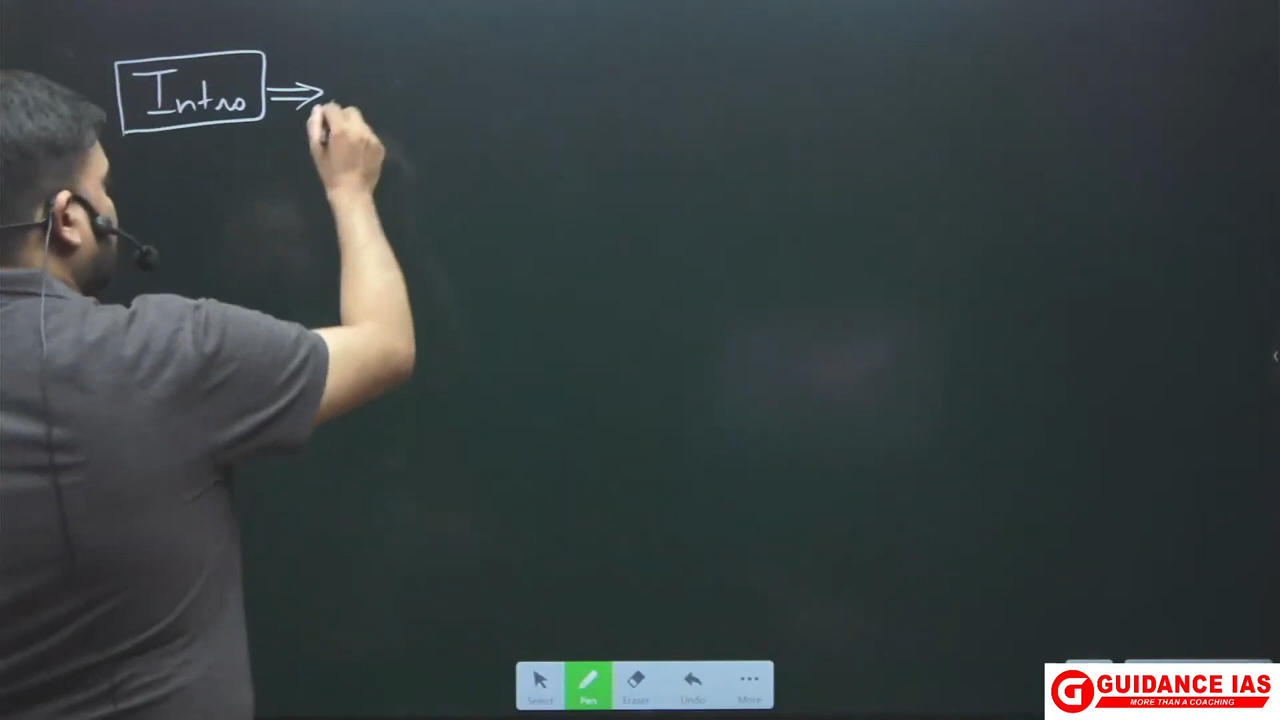 Intro ⇒
Select Pen Eraser Undo More
GUIDANCE IAS
MORE THAN A COACHING